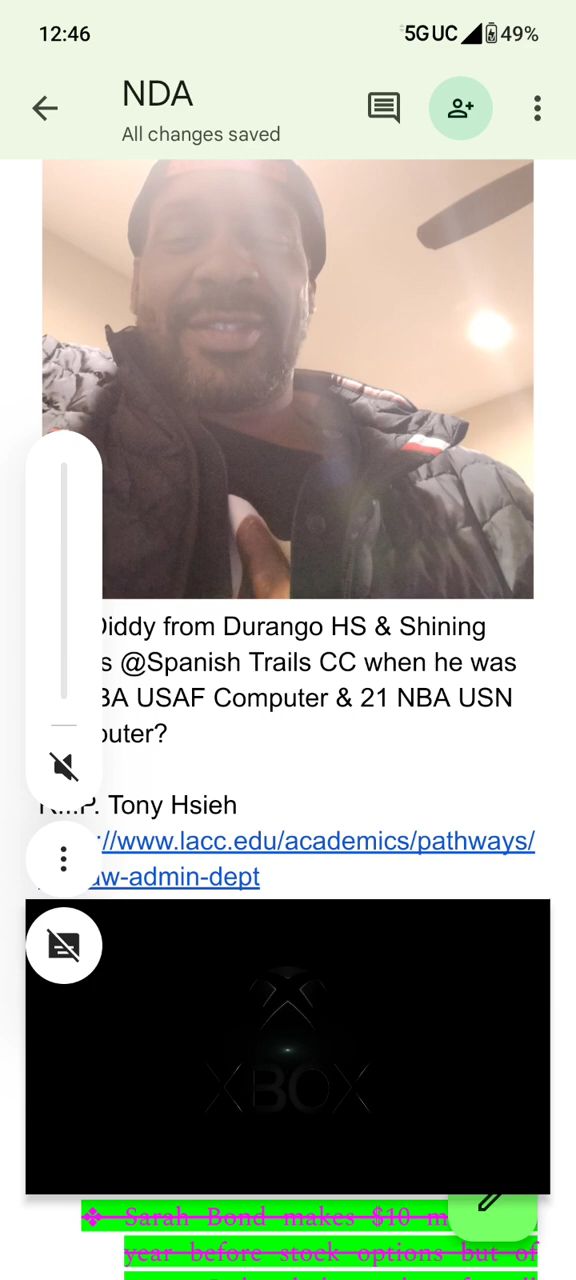 12:46
5G UC 49%
NDA
All changes saved
Diddy from Durango HS & Shining
s @Spanish Trails CC when he was
BA USAF Computer & 21 NBA USN
outer?
R.I.P. Tony Hsieh
://www.lacc.edu/academics/pathways/
aw-admin-dept
XBOX
❖ Sarah Bond makes $10 m
year before stock options but of